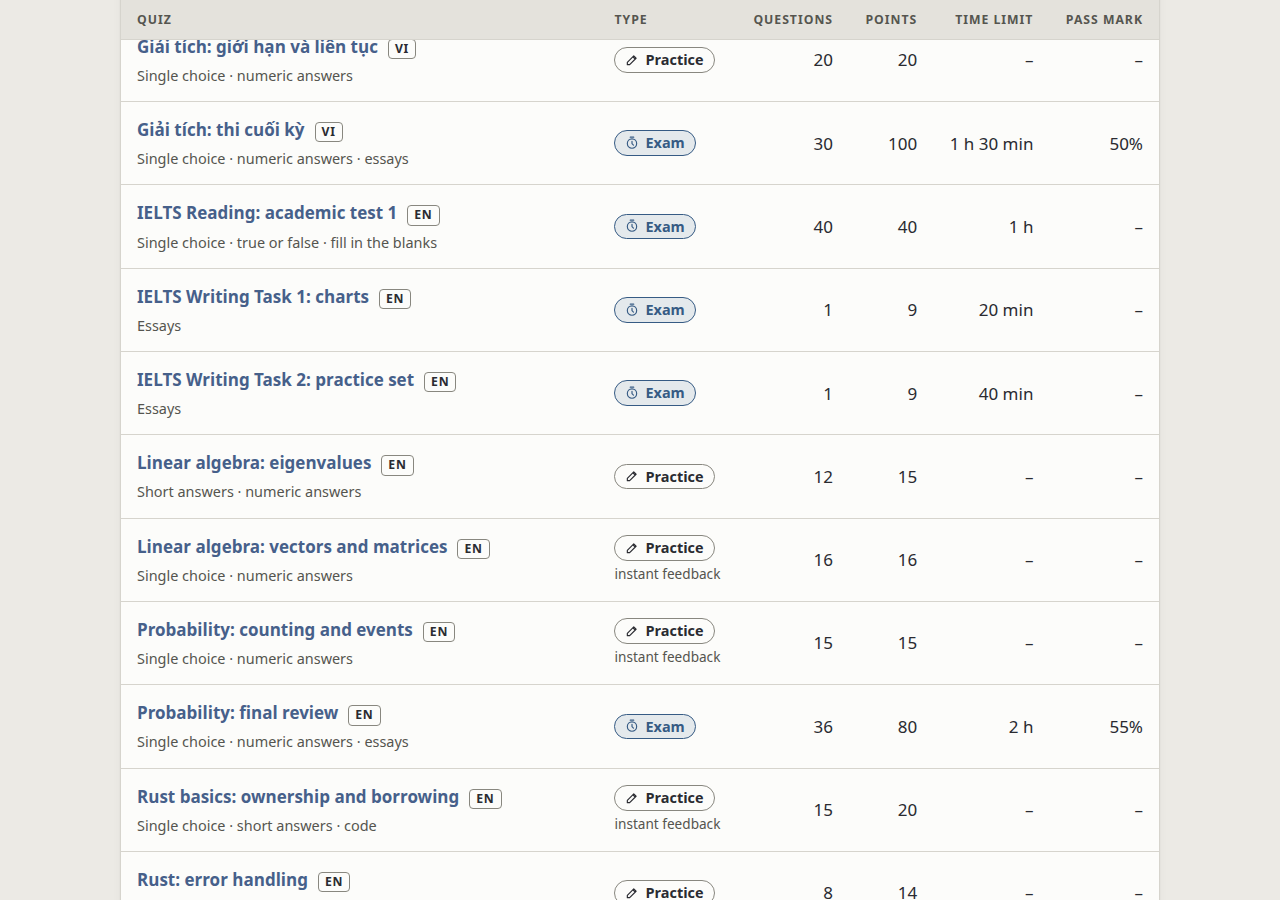 QUIZ TYPE QUESTIONS POINTS TIME LIMIT PASS MARK
Giải tích: giới hạn và liên tục VI
Single choice · numeric answers
Practice 20 20 – –
Giải tích: thi cuối kỳ VI
Single choice · numeric answers · essays
Exam 30 100 1 h 30 min 50%
IELTS Reading: academic test 1 EN
Single choice · true or false · fill in the blanks
Exam 40 40 1 h –
IELTS Writing Task 1: charts EN
Essays
Exam 1 9 20 min –
IELTS Writing Task 2: practice set EN
Essays
Exam 1 9 40 min –
Linear algebra: eigenvalues EN
Short answers · numeric answers
Practice 12 15 – –
Linear algebra: vectors and matrices EN
Single choice · numeric answers
Practice 16 16 – –
instant feedback
Probability: counting and events EN
Single choice · numeric answers
Practice 15 15 – –
instant feedback
Probability: final review EN
Single choice · numeric answers · essays
Exam 36 80 2 h 55%
Rust basics: ownership and borrowing EN
Single choice · short answers · code
Practice 15 20 – –
instant feedback
Rust: error handling EN
Practice 8 14 – –